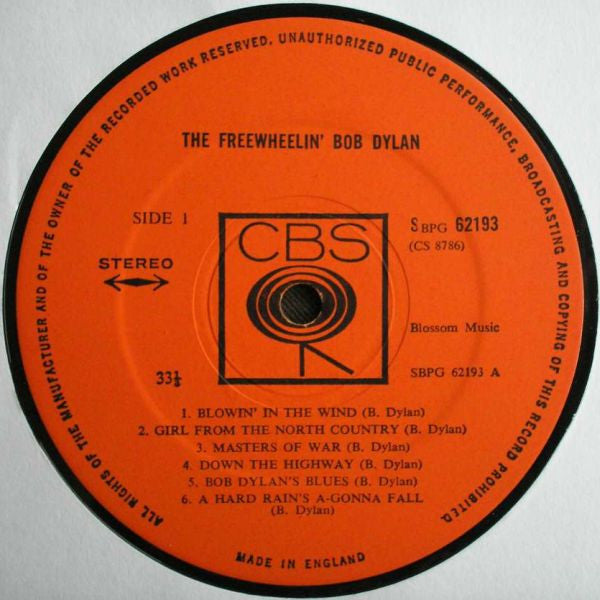 ALL RIGHTS OF THE MANUFACTURER AND OF THE OWNER OF THE RECORDED WORK RESERVED. UNAUTHORIZED PUBLIC PERFORMANCE, BROADCASTING AND COPYING OF THIS RECORD PROHIBITED.
THE FREEWHEELIN' BOB DYLAN
SIDE 1
SBPG 62193
(CS 8786)
CBS
STEREO
Blossom Music
33⅓
SBPG 62193 A
1. BLOWIN' IN THE WIND (B. Dylan)
2. GIRL FROM THE NORTH COUNTRY (B. Dylan)
3. MASTERS OF WAR (B. Dylan)
4. DOWN THE HIGHWAY (B. Dylan)
5. BOB DYLAN'S BLUES (B. Dylan)
6. A HARD RAIN'S A-GONNA FALL
(B. Dylan)
MADE IN ENGLAND